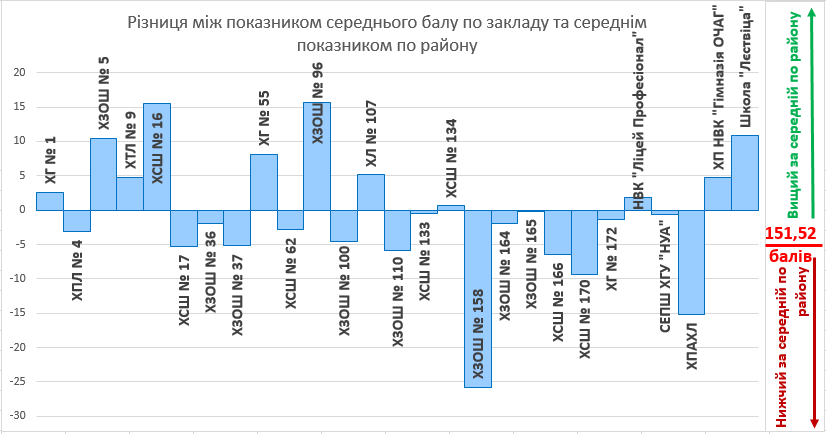 Різниця між показником середнього балу по закладу та середнім
показником по району
20
15
10
5
0
-5
-10
-15
-20
-25
-30
ХГ № 1
ХПЛ № 4
ХЗОШ № 5
ХТЛ № 9
ХСШ № 16
ХСШ № 17
ХЗОШ № 36
ХЗОШ № 37
ХГ № 55
ХСШ № 62
ХЗОШ № 96
ХЗОШ № 100
ХЛ № 107
ХЗОШ № 110
ХСШ № 133
ХСШ № 134
ХЗОШ № 158
ХЗОШ № 164
ХЗОШ № 165
ХСШ № 166
ХСШ № 170
ХГ № 172
НВК "Ліцей Професіонал"
СЕПШ ХГУ "НУА"
ХПАХЛ
ХП НВК "Гімназія ОЧАГ"
Школа "Лєствіца"
Вищий за середній по району
151,52
балів
Нижчий за середній по
району